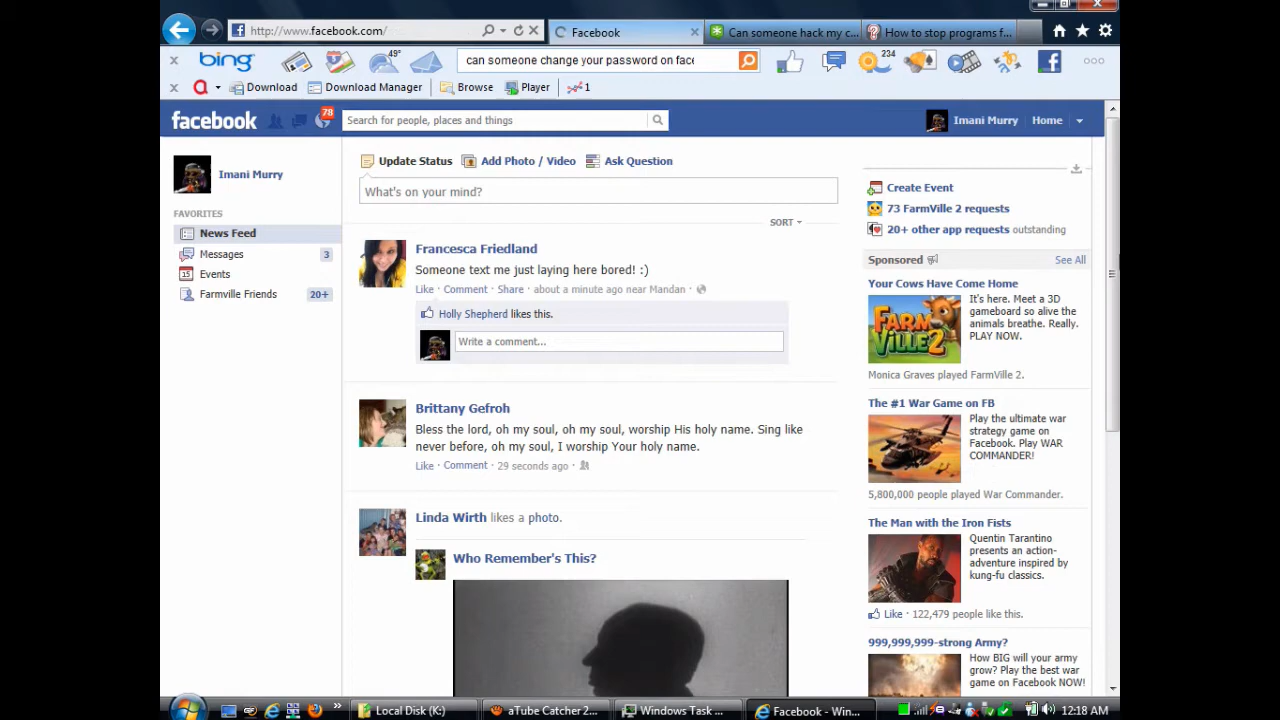 http://www.facebook.com/
Facebook
Can someone hack my c...
How to stop programs f...
bing
49°
can someone change your password on face
234
Download
Download Manager
Browse
Player
1
facebook
78
Search for people, places and things
Imani Murry
Home
Imani Murry
FAVORITES
News Feed
Messages
3
Events
15
Farmville Friends
20+
Update Status
Add Photo / Video
Ask Question
What's on your mind?
SORT
Francesca Friedland
Someone text me just laying here bored! :)
Like · Comment · Share · about a minute ago near Mandan ·
Holly Shepherd likes this.
Write a comment...
Brittany Gefroh
Bless the lord, oh my soul, oh my soul, worship His holy name. Sing like
never before, oh my soul, I worship Your holy name.
Like · Comment · 29 seconds ago ·
Linda Wirth likes a photo.
Who Remember's This?
Create Event
73 FarmVille 2 requests
20+ other app requests outstanding
Sponsored
See All
Your Cows Have Come Home
FARM
VILLE2
It's here. Meet a 3D
gameboard so alive the
animals breathe. Really.
PLAY NOW.
Monica Graves played FarmVille 2.
The #1 War Game on FB
Play the ultimate war
strategy game on
Facebook. Play WAR
COMMANDER!
5,800,000 people played War Commander.
The Man with the Iron Fists
Quentin Tarantino
presents an action-
adventure inspired by
kung-fu classics.
Like · 122,479 people like this.
999,999,999-strong Army?
How BIG will your army
grow? Play the best war
game on Facebook NOW!
Local Disk (K:)
aTube Catcher 2...
Windows Task ...
Facebook - Win...
12:18 AM